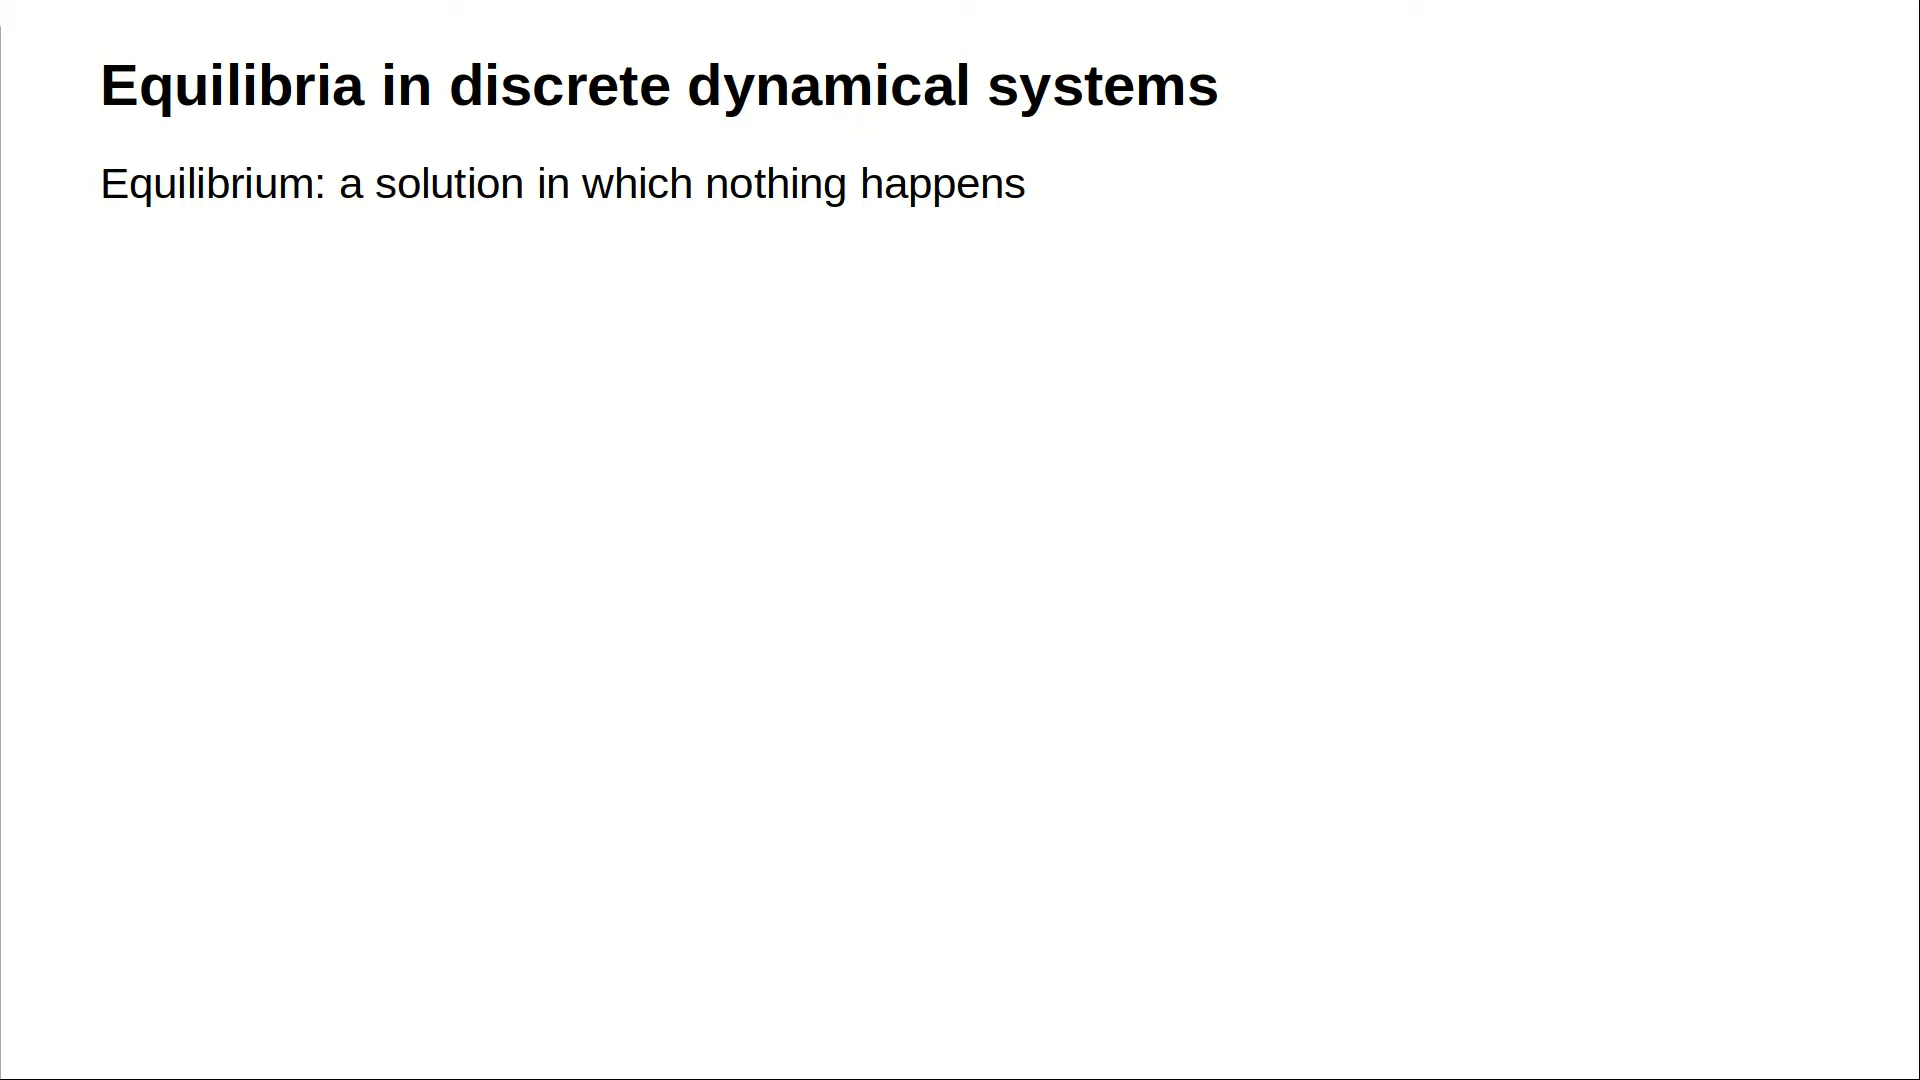 Equilibria in discrete dynamical systems
Equilibrium: a solution in which nothing happens